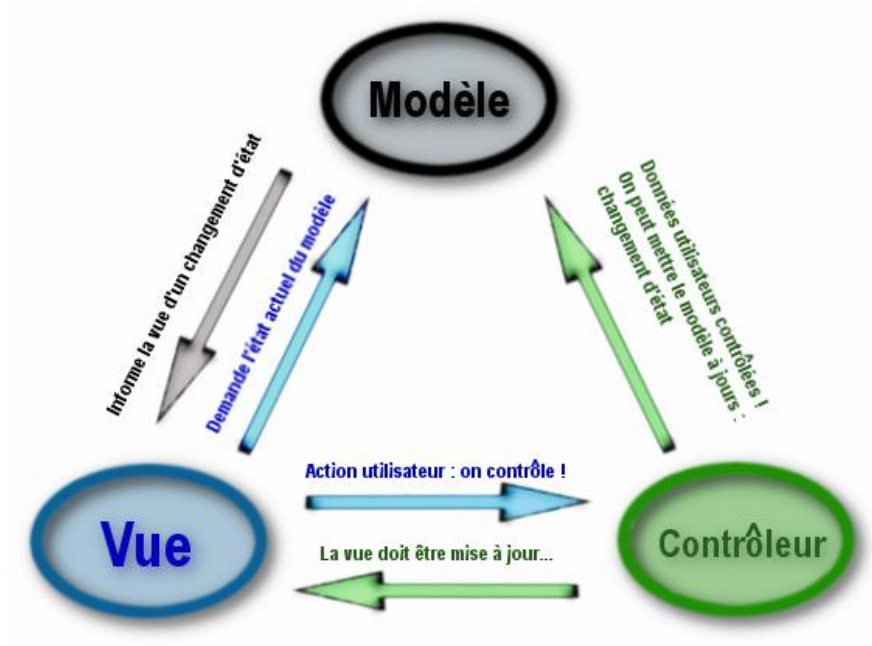 Modèle
Informe la vue d'un changement d'état
Demande l'état actuel du modèle
Données utilisateurs contrôlées !
On peut mettre le modèle à jours :
changement d'état
Action utilisateur : on contrôle !
Vue
La vue doit être mise à jour...
Contrôleur